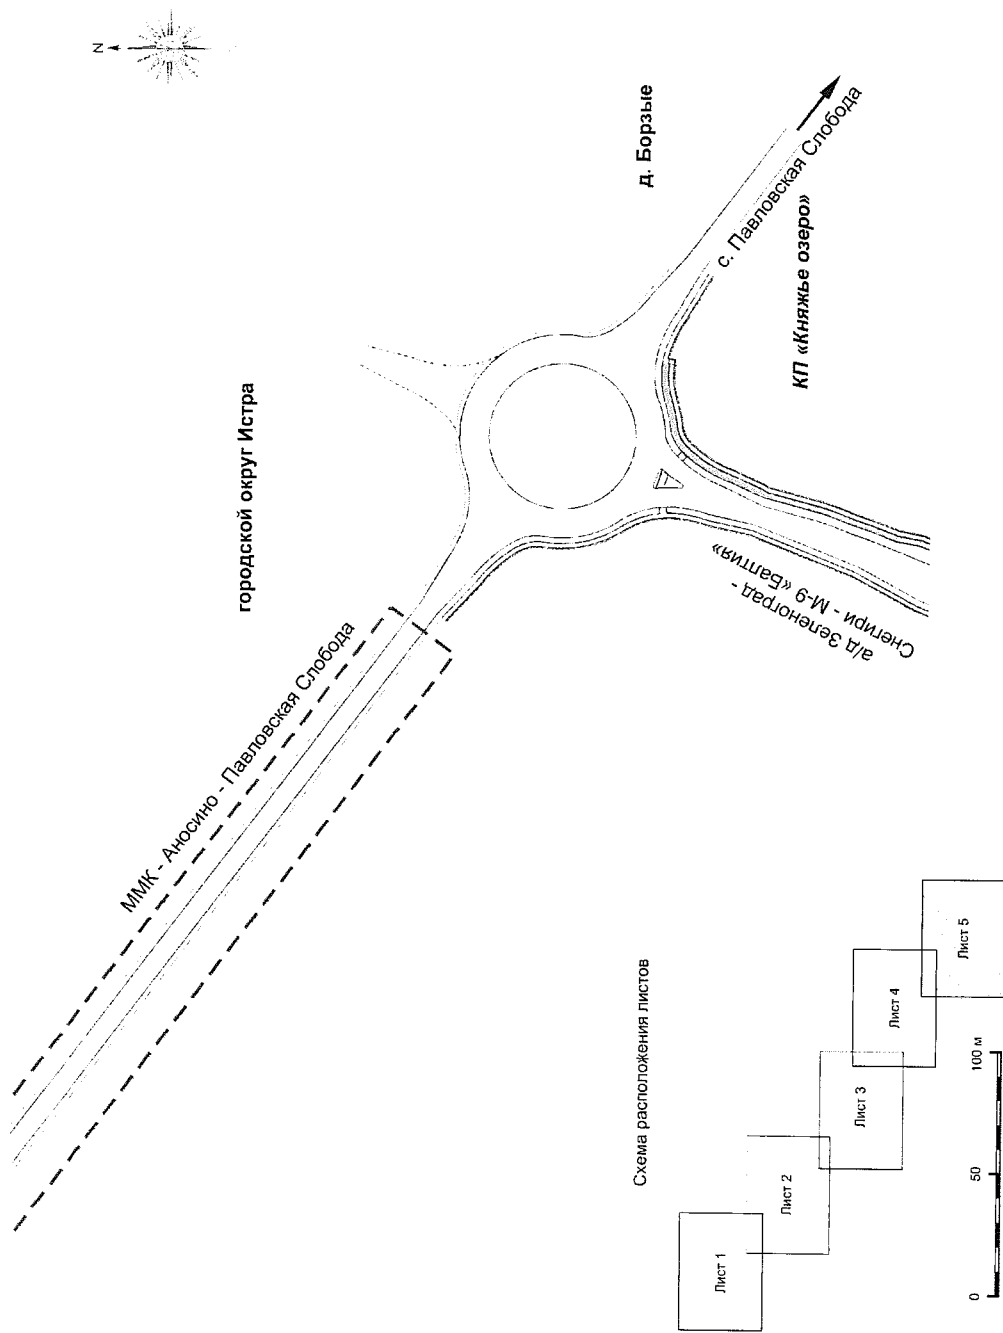 N
городской округ Истра
д. Борзые
ММК - Аносино - Павловская Слобода
с. Павловская Слобода
КП «Княжье озеро»
а/д Зеленоград -
Снегири - М-9 «Балтия»
Схема расположения листов
Лист 1
Лист 2
Лист 3
Лист 4
Лист 5
0
50
100 м